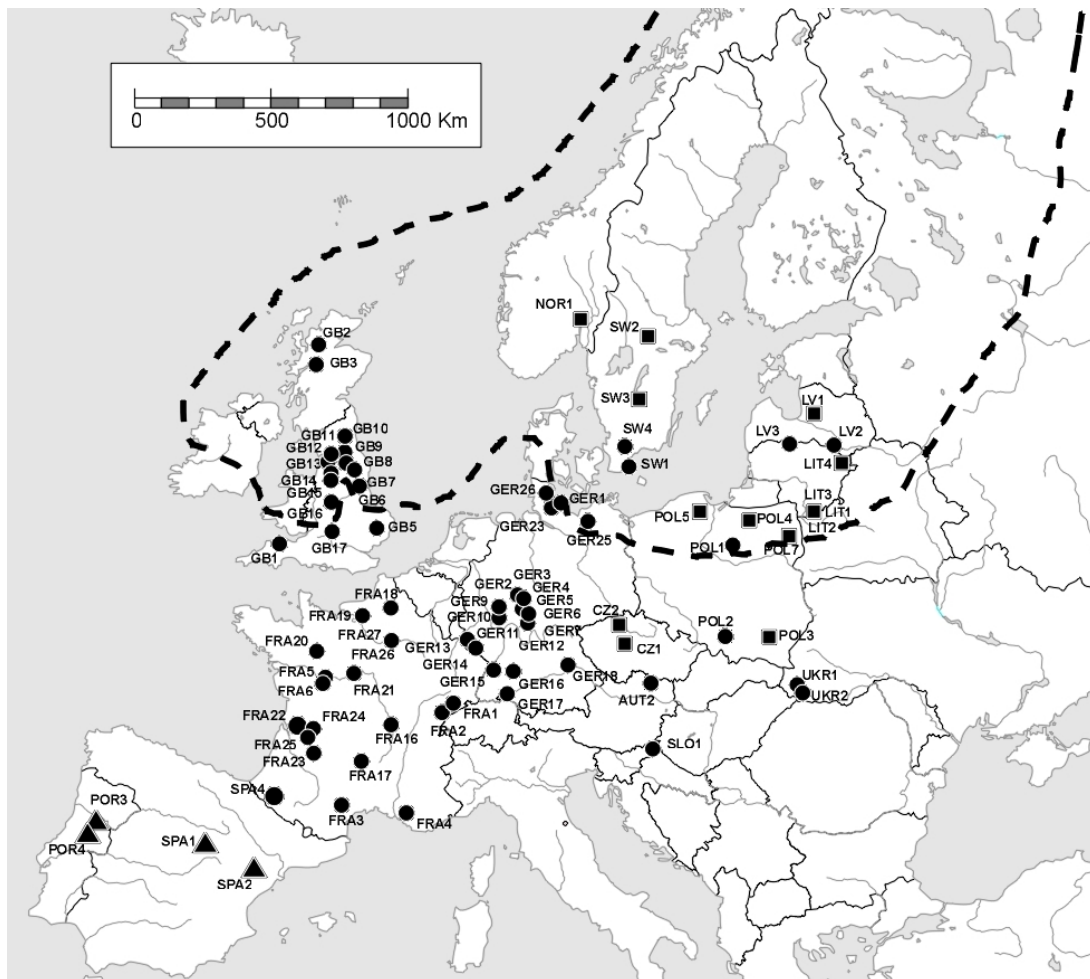 0 500 1000 Km
NOR1
SW2
GB2
GB3
SW3
LV1
GB10
GB11
GB9
GB12
GB13
GB8
GB14
GB7
GB15
GB6
GB16
GB5
GB17
GB1
SW4
SW1
LV3
LV2
LIT4
LIT3
LIT1
LIT2
GER26
GER1
GER23
GER25
POL5
POL4
POL1
POL7
GER3
GER2
GER4
GER9
GER5
GER10
GER6
GER7
GER11
GER12
GER13
GER14
GER15
GER16
GER18
GER17
CZ2
CZ1
POL2
POL3
FRA18
FRA19
FRA27
FRA26
FRA20
FRA5
FRA6
FRA21
AUT2
UKR1
UKR2
FRA1
FRA2
FRA22
FRA24
FRA16
FRA25
FRA23
FRA17
SLO1
SPA4
FRA3
FRA4
POR3
POR4
SPA1
SPA2